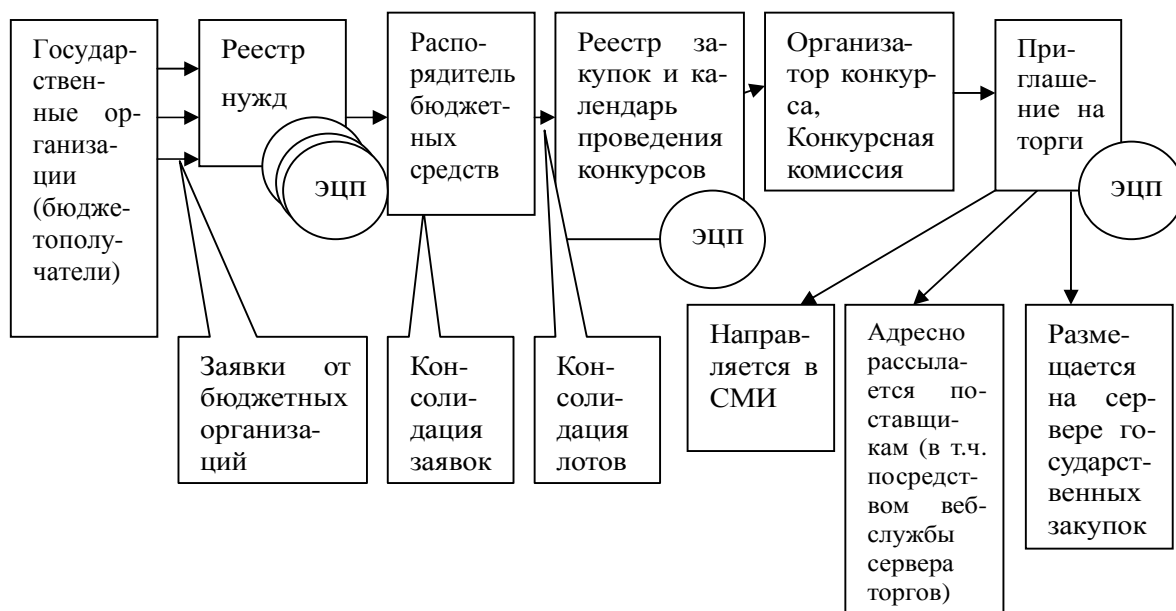 Государ-
ствен-
ные ор-
ганиза-
ции
(бюдже-
тополу-
чатели)
Реестр
нужд
ЭЦП
Распо-
рядитель
бюджет-
ных
средств
Реестр за-
купок и ка-
лендарь
проведения
конкурсов
ЭЦП
Организа-
тор конкур-
са,
Конкурсная
комиссия
При-
глаше-
ние на
торги
ЭЦП
Заявки от
бюджетных
организа-
ций
Кон-
солидa-
дация
заявок
Кон-
соли-
дация
лотов
Направ-
ляется в
СМИ
Адресно
рассыла-
ется по-
ставщи-
кам (в т.ч.
посредст-
вом веб-
службы
сервера
торгов)
Разме-
щается
на сер-
вере го-
сударст-
венных
закупок